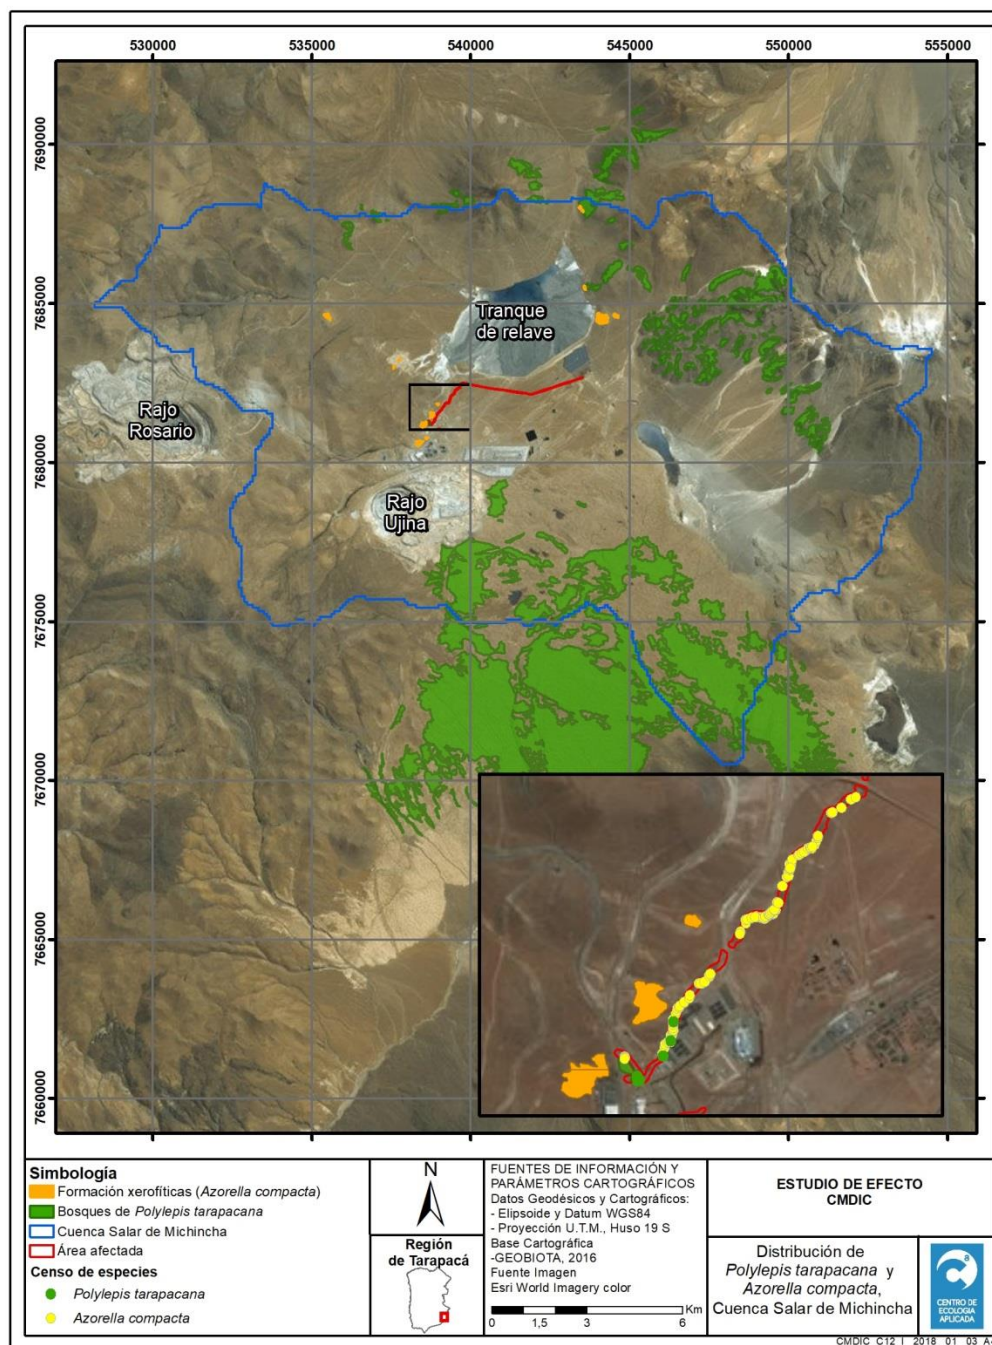 530000 535000 540000 545000 550000 555000
7690000
7685000
7680000
7675000
7670000
7665000
7660000
Tranque
de relave
Rajo
Rosario
Rajo
Ujina
Simbología
Formación xerofíticas (Azorella compacta)
Bosques de Polylepis tarapacana
Cuenca Salar de Michincha
Área afectada
Censo de especies
Polylepis tarapacana
Azorella compacta
N
Región
de Tarapacá
FUENTES DE INFORMACIÓN Y
PARÁMETROS CARTOGRÁFICOS
Datos Geodésicos y Cartográficos:
- Elipsoide y Datum WGS84
- Proyección U.T.M., Huso 19 S
Base Cartográfica
-GEOBIOTA, 2016
Fuente Imagen
Esri World Imagery color
Km
0 1,5 3 6
ESTUDIO DE EFECTO
CMDIC
Distribución de
Polylepis tarapacana y
Azorella compacta,
Cuenca Salar de Michincha
CENTRO DE
ECOLOGIA
APLICADA
CMDIC_C12_I_2018_01_03_A4